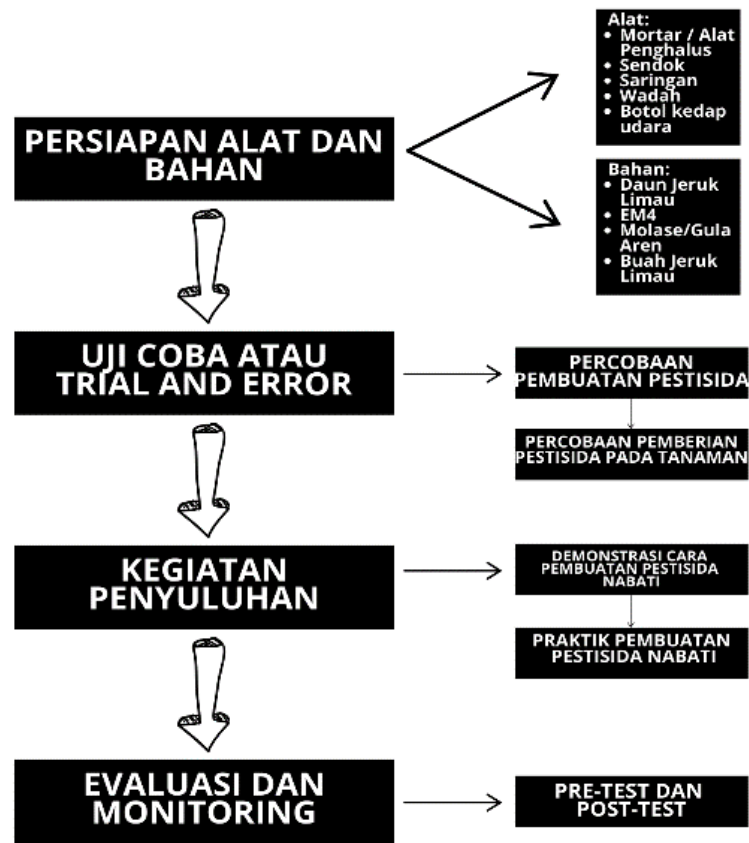 PERSIAPAN ALAT DAN
BAHAN
Alat:
• Mortar / Alat
Penghalus
• Sendok
• Saringan
• Wadah
• Botol kedap
udara
Bahan:
• Daun Jeruk
Limau
• EM4
• Molase/Gula
Aren
• Buah Jeruk
Limau
UJI COBA ATAU
TRIAL AND ERROR
PERCOBAAN
PEMBUATAN PESTISIDA
PERCOBAAN PEMBERIAN
PESTISIDA PADA TANAMAN
KEGIATAN
PENYULUHAN
DEMONSTRASI CARA
PEMBUATAN PESTISIDA
NABATI
PRAKTIK PEMBUATAN
PESTISIDA NABATI
EVALUASI DAN
MONITORING
PRE-TEST DAN
POST-TEST